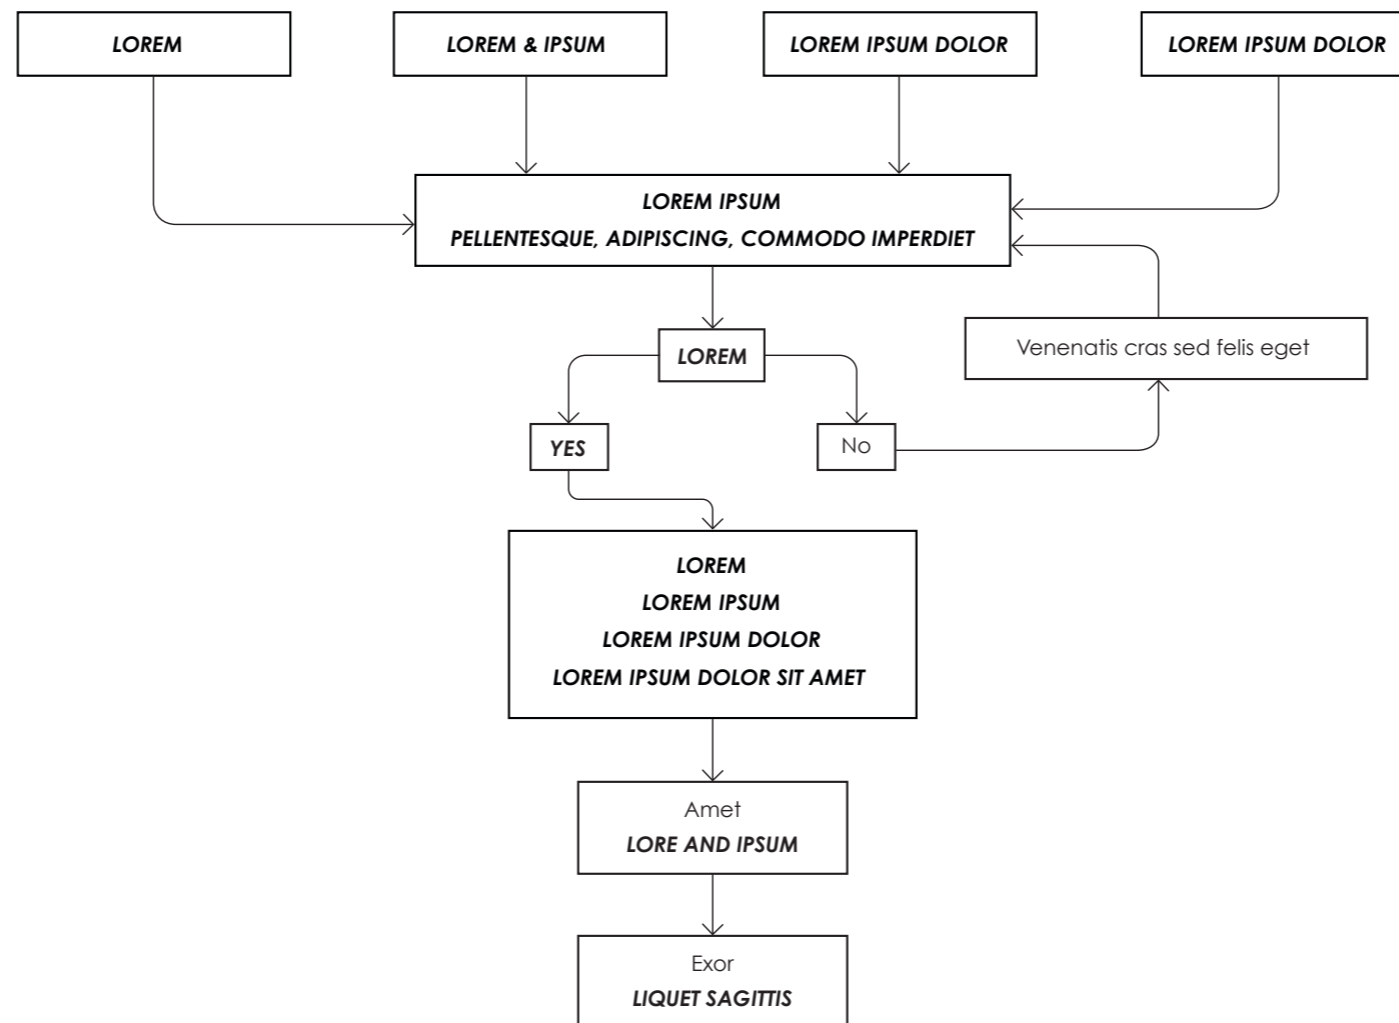 LOREM
LOREM & IPSUM
LOREM IPSUM DOLOR
LOREM IPSUM DOLOR
LOREM IPSUM
PELLENTESQUE, ADIPISCING, COMMODO IMPERDIET
Venenatis cras sed felis eget
LOREM
YES
No
LOREM
LOREM IPSUM
LOREM IPSUM DOLOR
LOREM IPSUM DOLOR SIT AMET
Amet
LORE AND IPSUM
Exor
LIQUET SAGITTIS